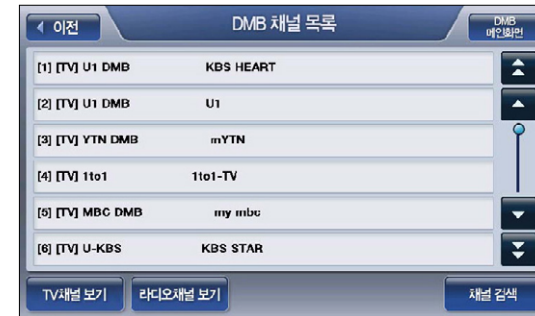 이전
DMB 채널 목록
DMB
메인화면
[1] [TV] U1 DMB KBS HEART
[2] [TV] U1 DMB U1
[3] [TV] YTN DMB mYTN
[4] [TV] 1to1 1to1-TV
[5] [TV] MBC DMB my mbc
[6] [TV] U-KBS KBS STAR
TV채널 보기 라디오채널 보기 채널 검색